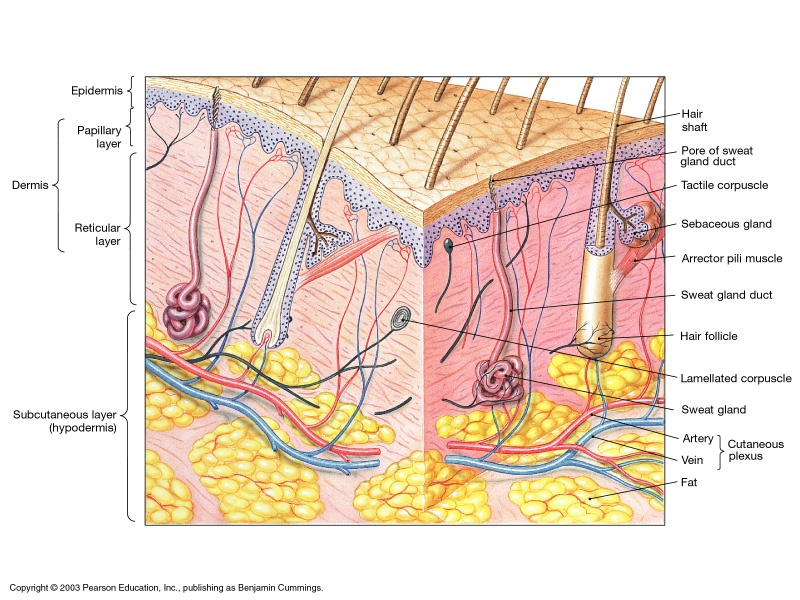 Epidermis
Papillary
layer
Dermis
Reticular
layer
Subcutaneous layer
(hypodermis)
Hair
shaft
Pore of sweat
gland duct
Tactile corpuscle
Sebaceous gland
Arrector pili muscle
Sweat gland duct
Hair follicle
Lamellated corpuscle
Sweat gland
Artery
Vein
Cutaneous
plexus
Fat
Copyright © 2003 Pearson Education, Inc., publishing as Benjamin Cummings.